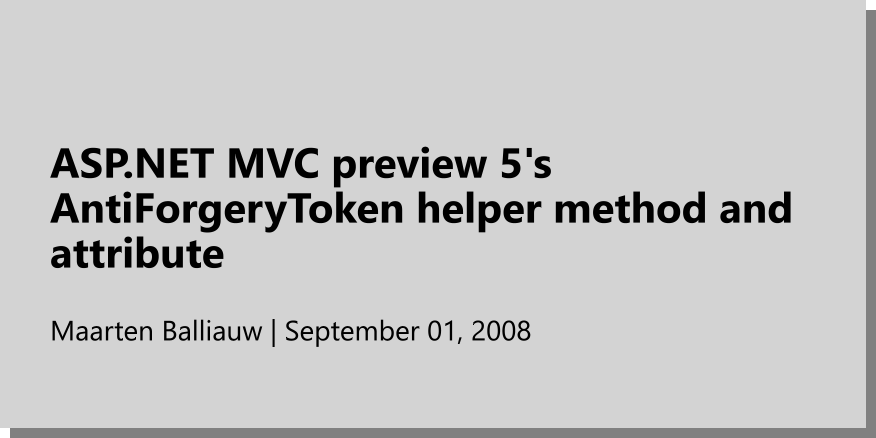 ASP.NET MVC preview 5's
AntiForgeryToken helper method and
attribute
Maarten Balliauw | September 01, 2008